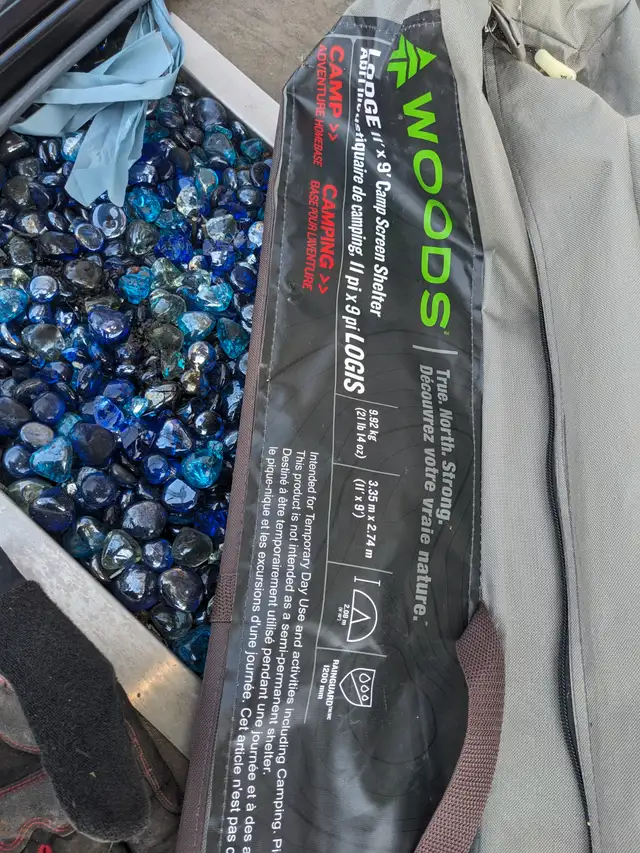 WOODS
True. North. Strong.™
Découvrez votre vraie nature.™
LODGE 11' x 9' Camp Screen Shelter
de camping, 11 pi x 9 pi LOGIS
9.92 kg
(21 lb 14 oz)
3.35 m x 2.74 m
(11' x 9')
2.08 m
RAINGUARD
1200 mm
CAMP >>
ADVENTURE HOMEBASE
CAMPING >>
BASE POUR L'AVENTURE
Intended for Temporary Day Use and activities including Camping,
This product is not intended as a semi-permanent shelter.
Destiné à être temporairement utilisé pendant une journée et à des
le pique-nique et les excursions d'une journée. Cet article n'est pas